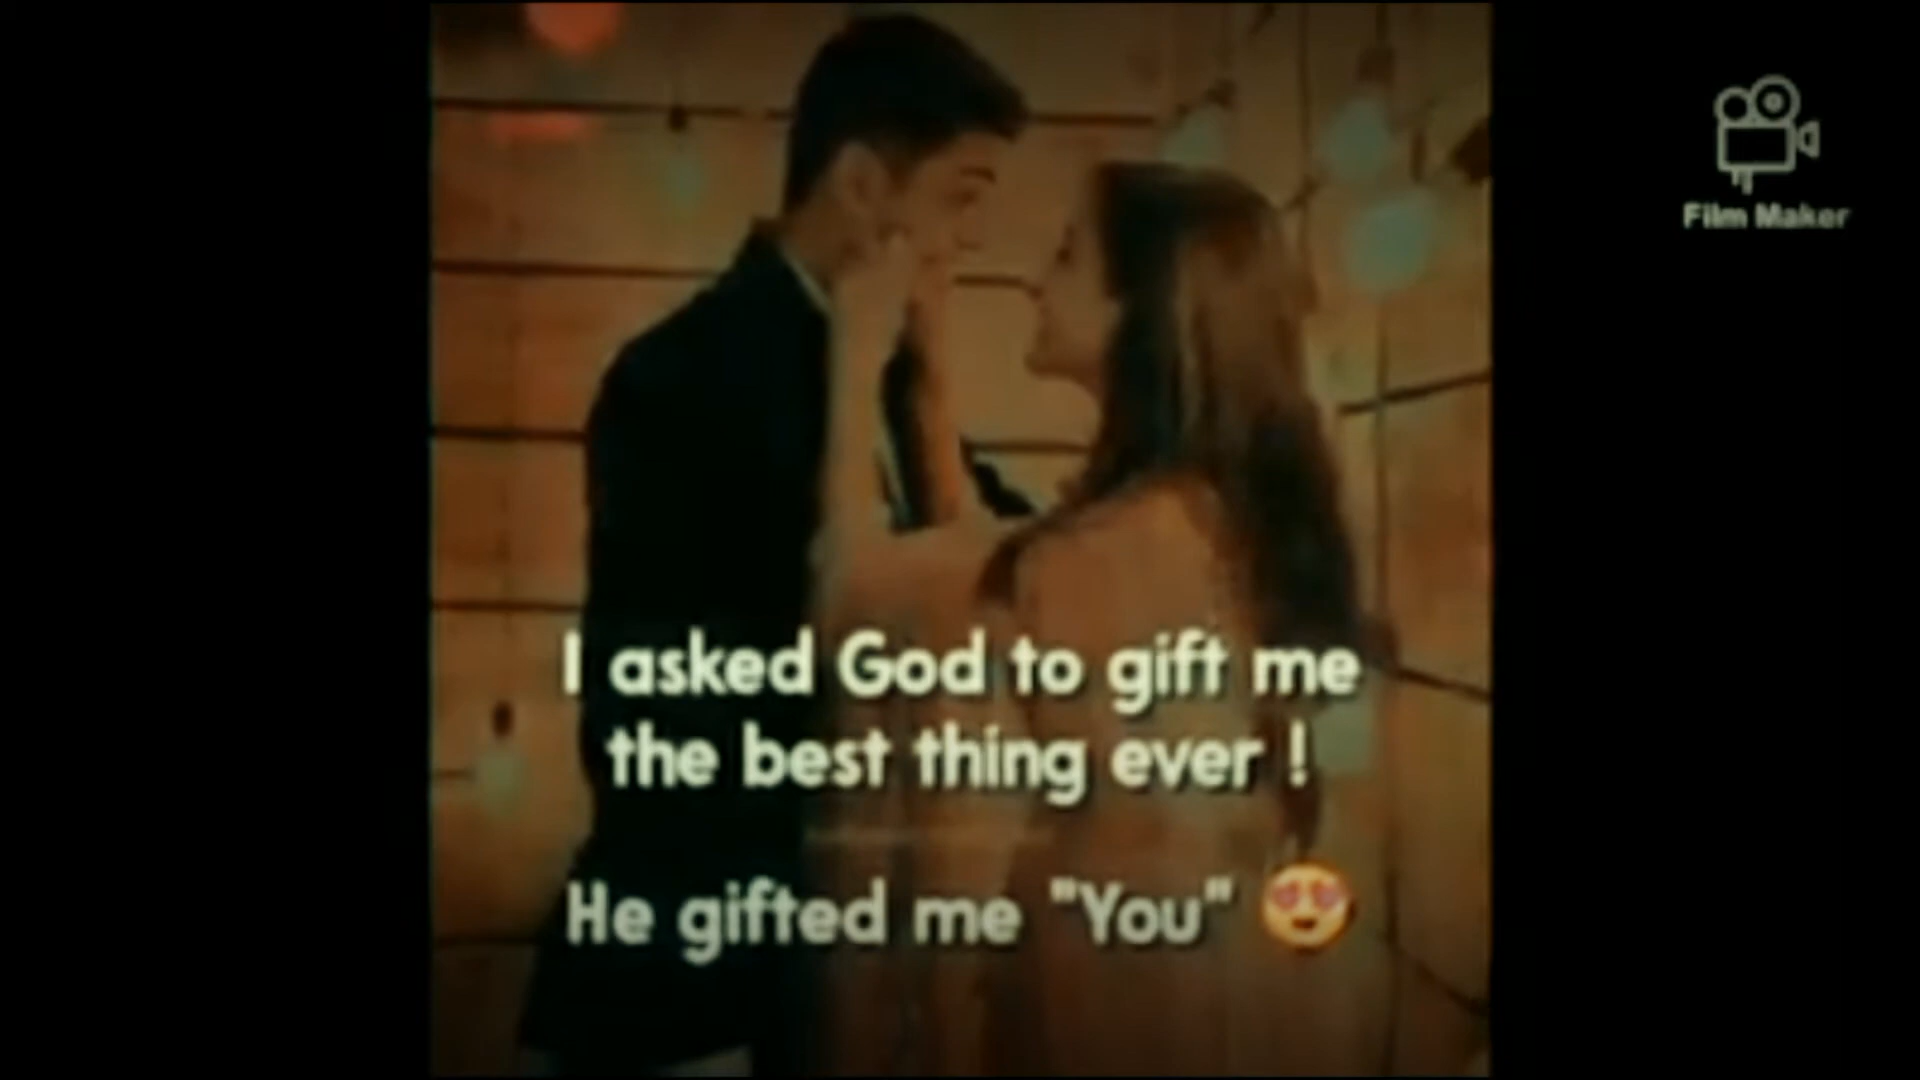 Film Maker
I asked God to gift me
the best thing ever !
He gifted me "You" 😍